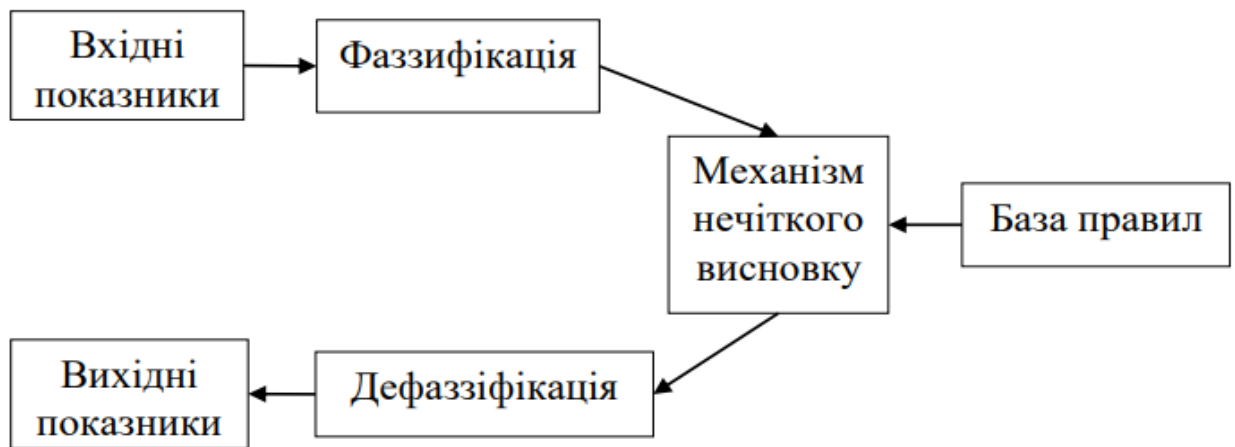 Вхідні
показники
Фаззифікація
Механізм
нечіткого
висновку
База правил
Дефаззіфікація
Вихідні
показники